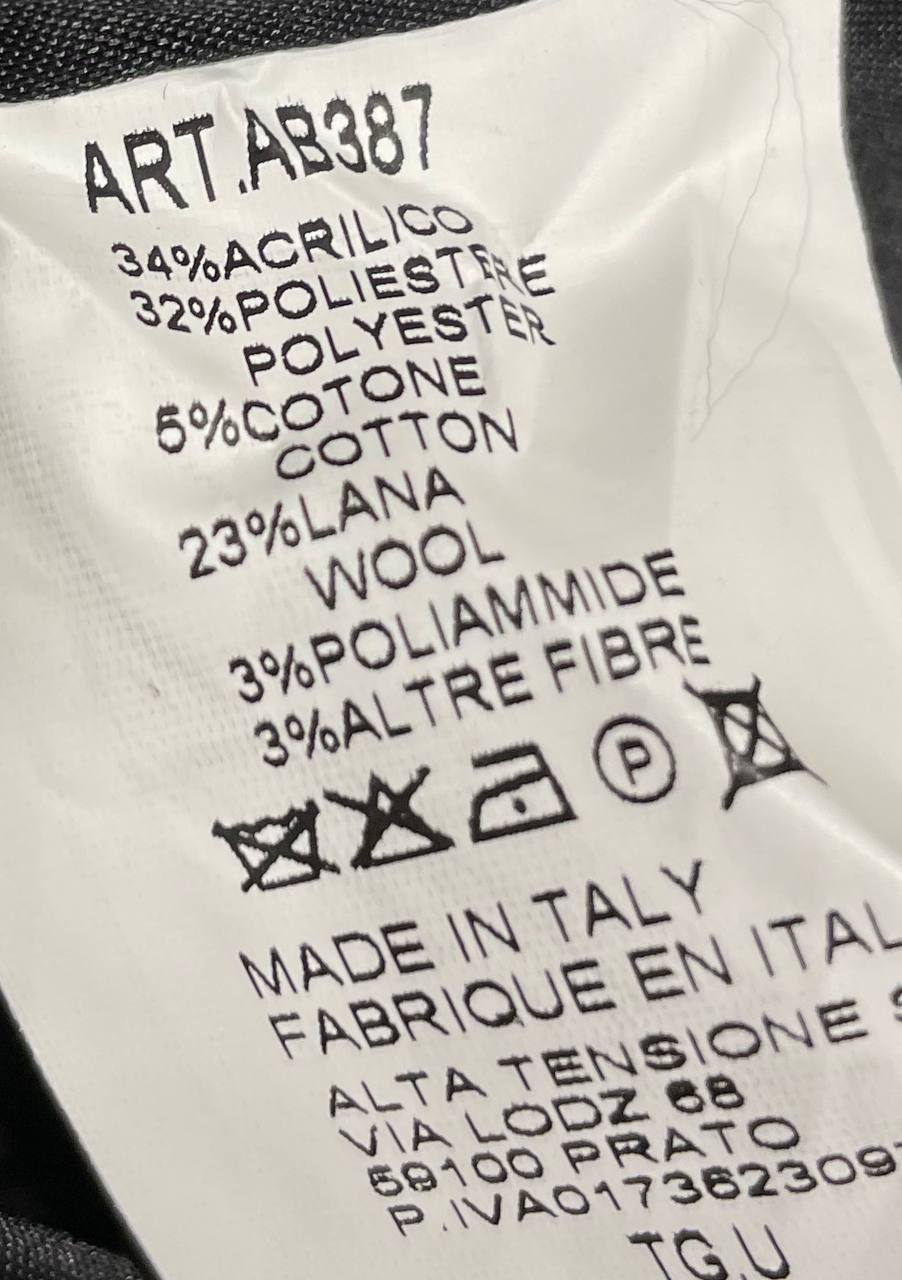 ART.AB387
34%ACRILICO
32%POLIESTERE
POLYESTER
5%COTONE
COTTON
23%LANA
WOOL
3%POLIAMMIDE
3%ALTRE FIBRE
P
MADE IN TALY
FABRIQUE EN ITAL
ALTA TENSIONE S
VIA LODZ 68
59100 PRATO
P.IVA0173623097
TG.U